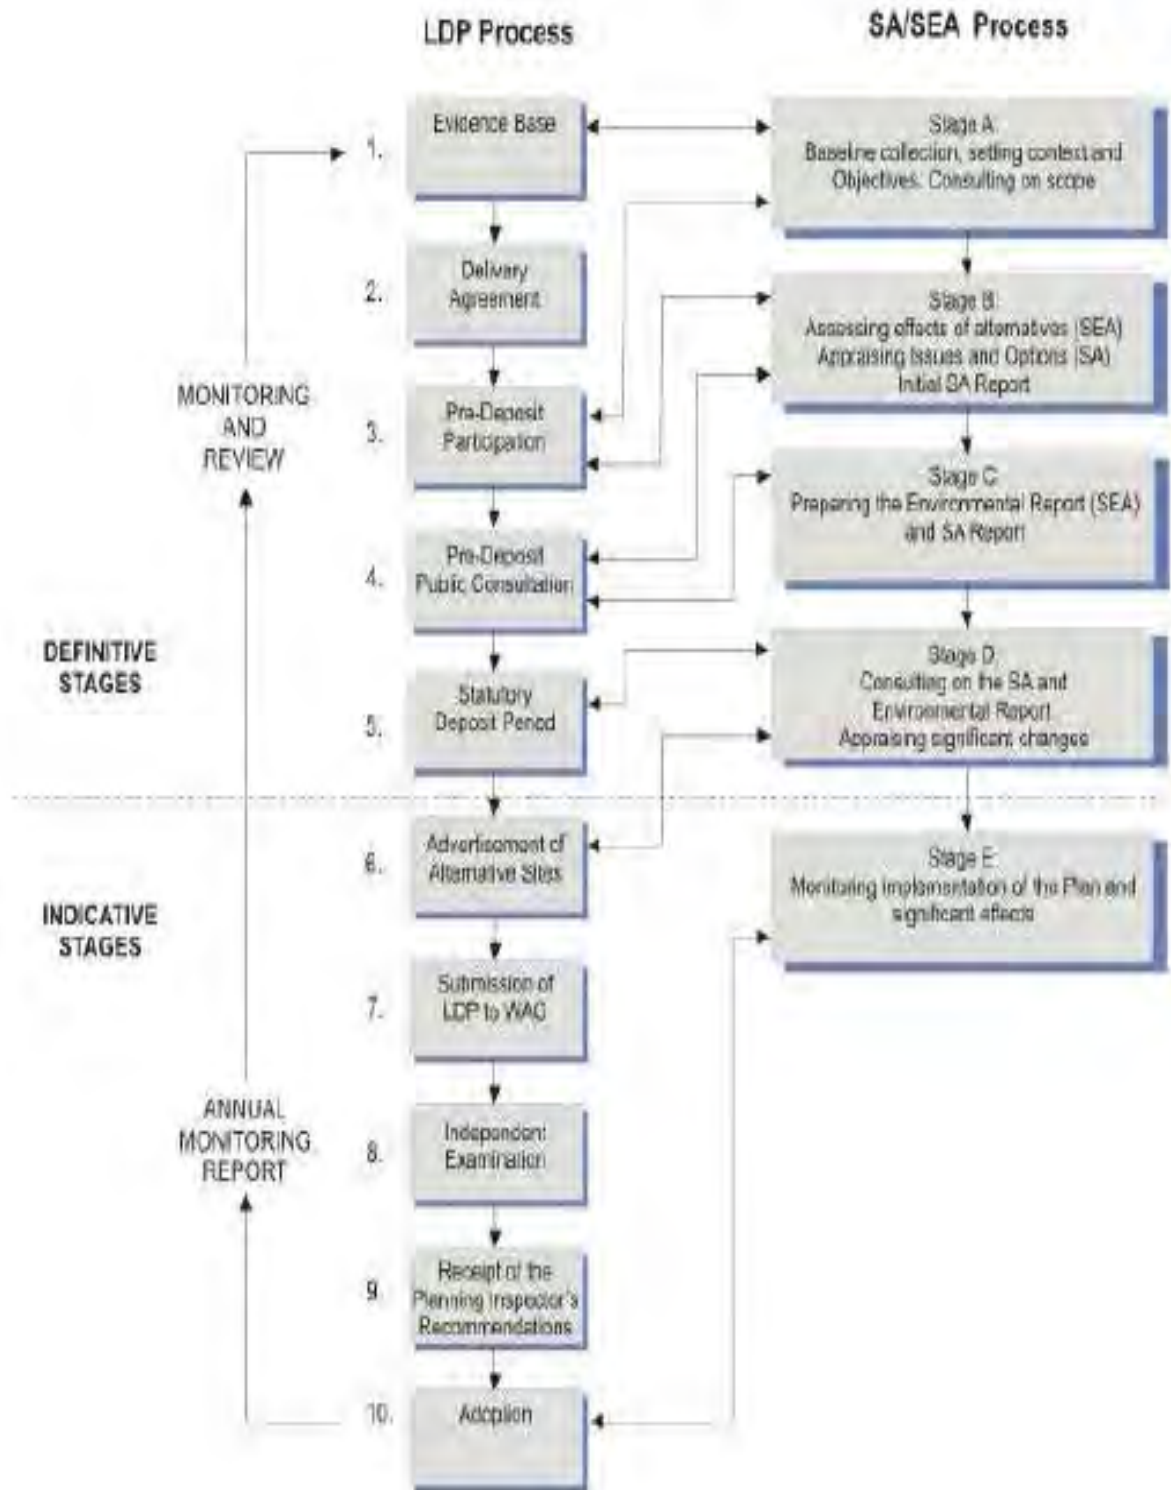 LDP Process
SA/SEA Process
1.
Evidence Base
Stage A
Baseline collection, setting context and
Objectives. Consulting on scope
2.
Delivery
Agreement
Stage B
Assessing effects of alternatives (SEA)
Appraising Issues and Options (SA)
Initial SA Report
MONITORING
AND
REVIEW
3.
Pre-Deposit
Participation
Stage C
Preparing the Environmental Report (SEA)
and SA Report
4.
Pre-Deposit
Public Consultation
DEFINITIVE
STAGES
5.
Statutory
Deposit Period
Stage D
Consulting on the SA and
Environmental Report
Appraising significant changes
INDICATIVE
STAGES
6.
Advertisement of
Alternative Sites
Stage E
Monitoring implementation of the Plan and
significant effects
7.
Submission of
LDP to WAG
ANNUAL
MONITORING
REPORT
8.
Independent
Examination
9.
Receipt of the
Planning Inspector's
Recommendations
10.
Adoption